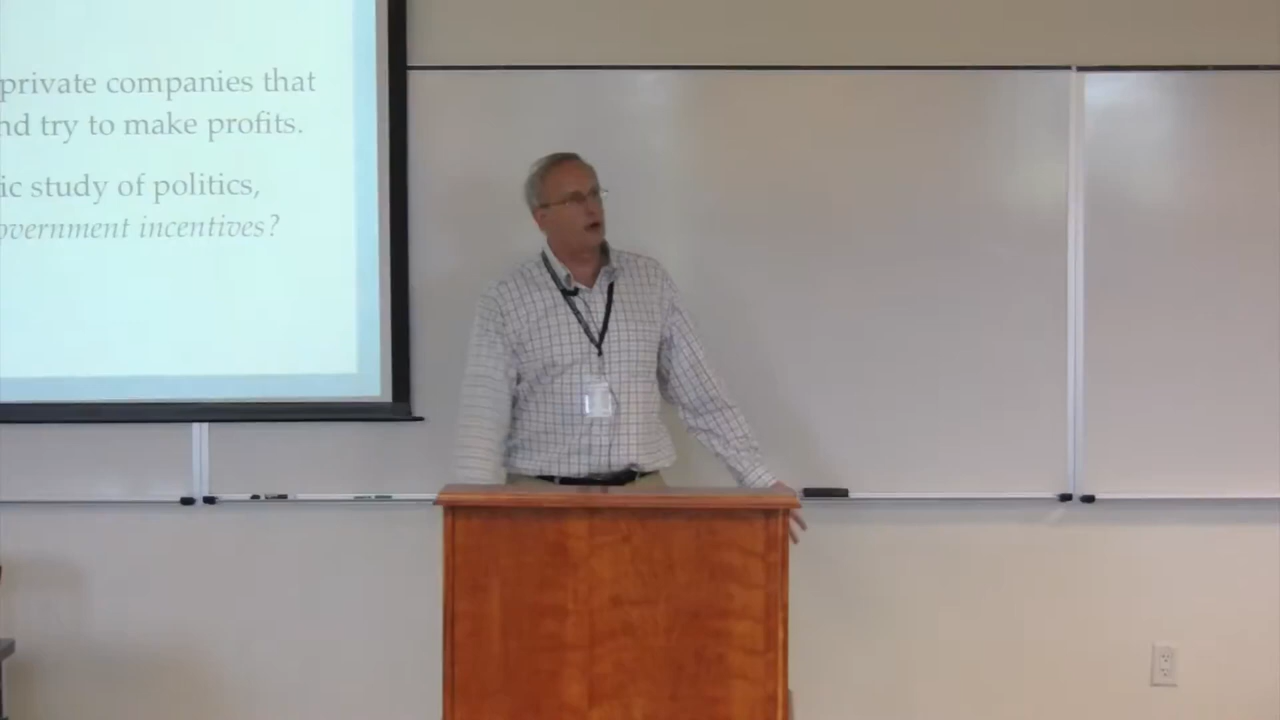 private companies that
nd try to make profits.
ic study of politics,
overnment incentives?